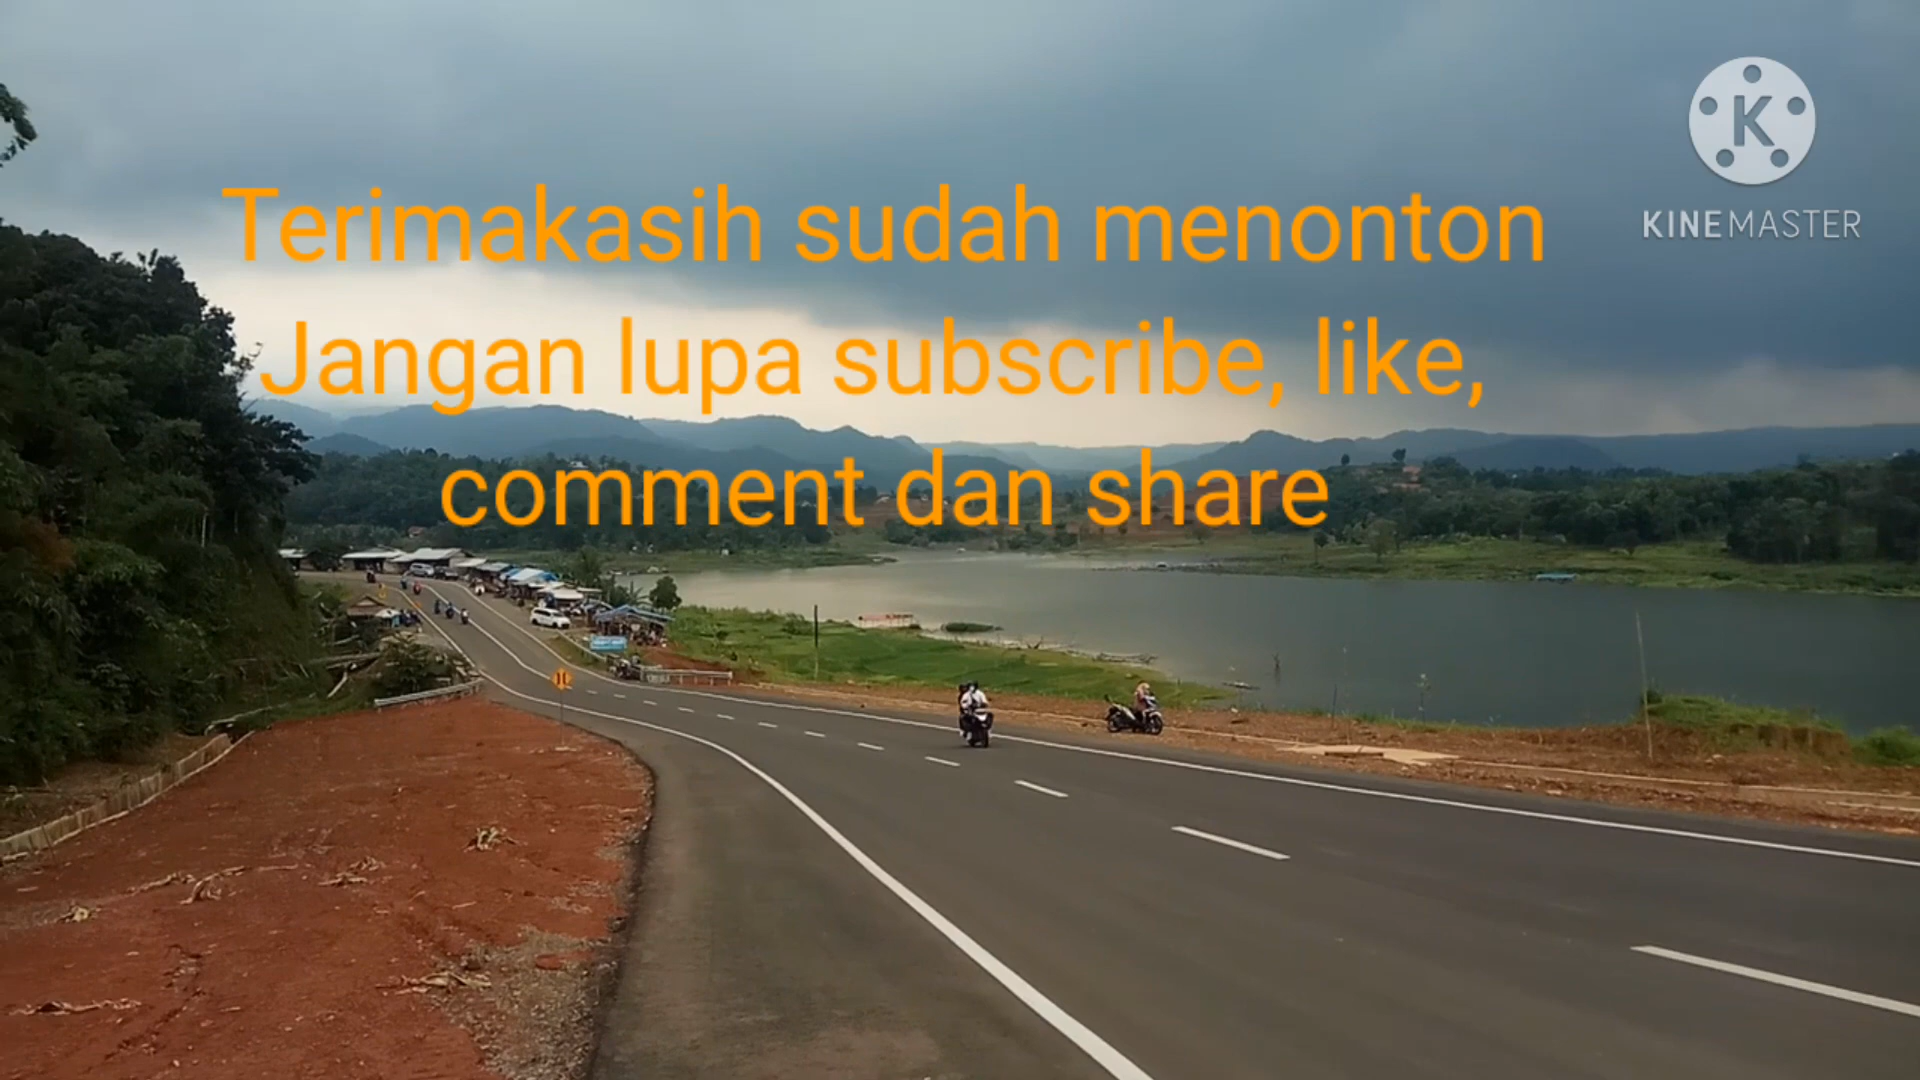 K
KINEMASTER
Terimakasih sudah menonton
Jangan lupa subscribe, like,
comment dan share